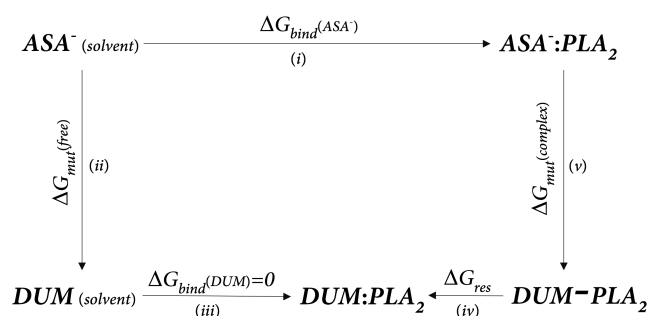 ASA⁻ (solvent) ΔG_bind(ASA⁻) ASA⁻:PLA₂
(i)
ΔG_mut(free) (ii) ΔG_mut(complex) (v)
DUM (solvent) ΔG_bind(DUM)=0 DUM:PLA₂ ΔG_res DUM–PLA₂
(iii) (iv)